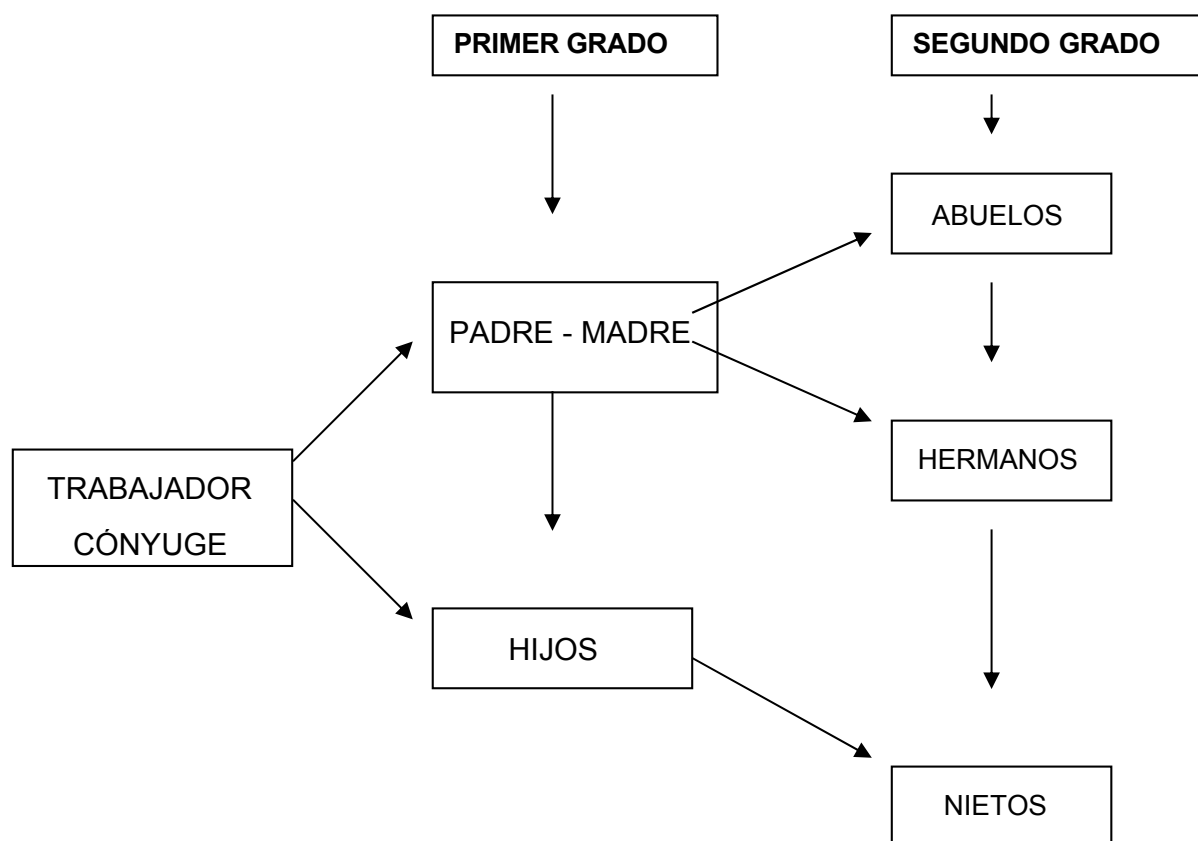 PRIMER GRADO
SEGUNDO GRADO
ABUELOS
PADRE - MADRE
HERMANOS
TRABAJADOR
CÓNYUGE
HIJOS
NIETOS